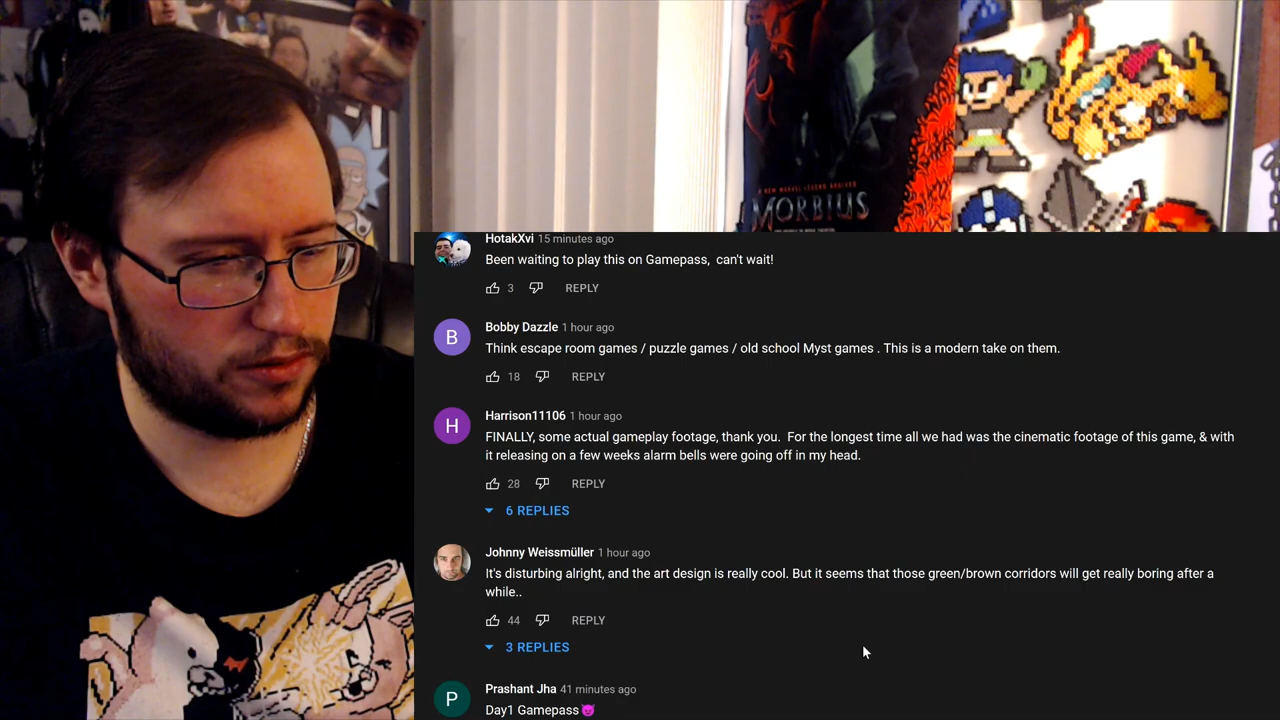 A NEW MARVEL LEGEND ARRIVES
MORBIUS
HotakXvi 15 minutes ago
Been waiting to play this on Gamepass, can't wait!
3 REPLY
B
Bobby Dazzle 1 hour ago
Think escape room games / puzzle games / old school Myst games . This is a modern take on them.
18 REPLY
H
Harrison11106 1 hour ago
FINALLY, some actual gameplay footage, thank you. For the longest time all we had was the cinematic footage of this game, & with
it releasing on a few weeks alarm bells were going off in my head.
28 REPLY
6 REPLIES
Johnny Weissmüller 1 hour ago
It's disturbing alright, and the art design is really cool. But it seems that those green/brown corridors will get really boring after a
while..
44 REPLY
3 REPLIES
P
Prashant Jha 41 minutes ago
Day1 Gamepass😈